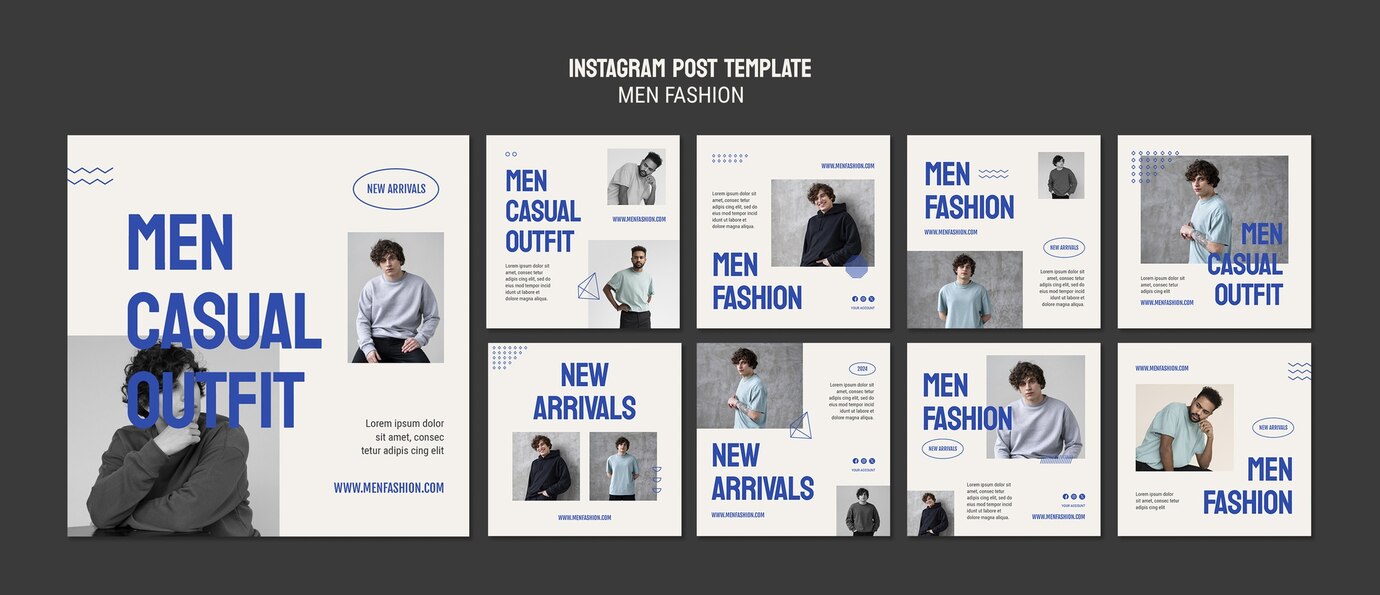 INSTAGRAM POST TEMPLATE
MEN FASHION
NEW ARRIVALS
MEN
CASUAL
OUTFIT
Lorem ipsum dolor
sit amet, consec
tetur adipis cing elit
WWW.MENFASHION.COM
MEN
CASUAL
OUTFIT
WWW.MENFASHION.COM
Lorem ipsum dolor sit
amet, consec tetur
adipis cing elit, sed do
eius mod tempor incid
idunt ut labore et
dolore magna aliqua.
WWW.MENFASHION.COM
Lorem ipsum dolor sit
amet, consec tetur
adipis cing elit, sed do
eius mod tempor incid
idunt ut labore et
dolore magna aliqua.
MEN
FASHION
YOUR ACCOUNT
MEN
FASHION
WWW.MENFASHION.COM
NEW ARRIVALS
Lorem ipsum dolor sit
amet, consec tetur
adipis cing elit, sed do
eius mod tempor incid
idunt ut labore et
dolore magna aliqua.
MEN
CASUAL
OUTFIT
Lorem ipsum dolor sit
amet, consec tetur
adipis cing elit
WWW.MENFASHION.COM
NEW
ARRIVALS
WWW.MENFASHION.COM
2024
Lorem ipsum dolor sit
amet, consec tetur
adipis cing elit, sed do
eius mod tempor incid
idunt ut labore et
dolore magna aliqua.
NEW
ARRIVALS
YOUR ACCOUNT
WWW.MENFASHION.COM
MEN
FASHION
NEW ARRIVALS
Lorem ipsum dolor sit
amet, consec tetur
adipis cing elit, sed do
eius mod tempor incid
idunt ut labore et
dolore magna aliqua.
YOUR ACCOUNT
WWW.MENFASHION.COM
WWW.MENFASHION.COM
NEW ARRIVALS
MEN
FASHION
Lorem ipsum dolor
sit amet, consec tetur
adipis cing elit